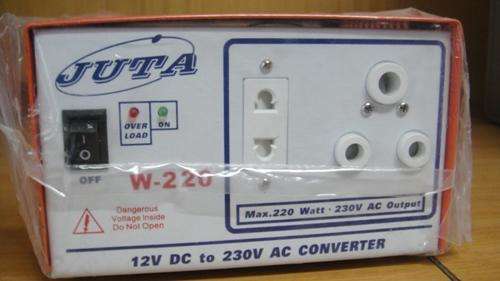 JUTA
OVER LOAD
ON
OFF
W-220
Max.220 Watt · 230V AC Output
Dangerous
Voltage Inside
Do Not Open
12V DC to 230V AC CONVERTER